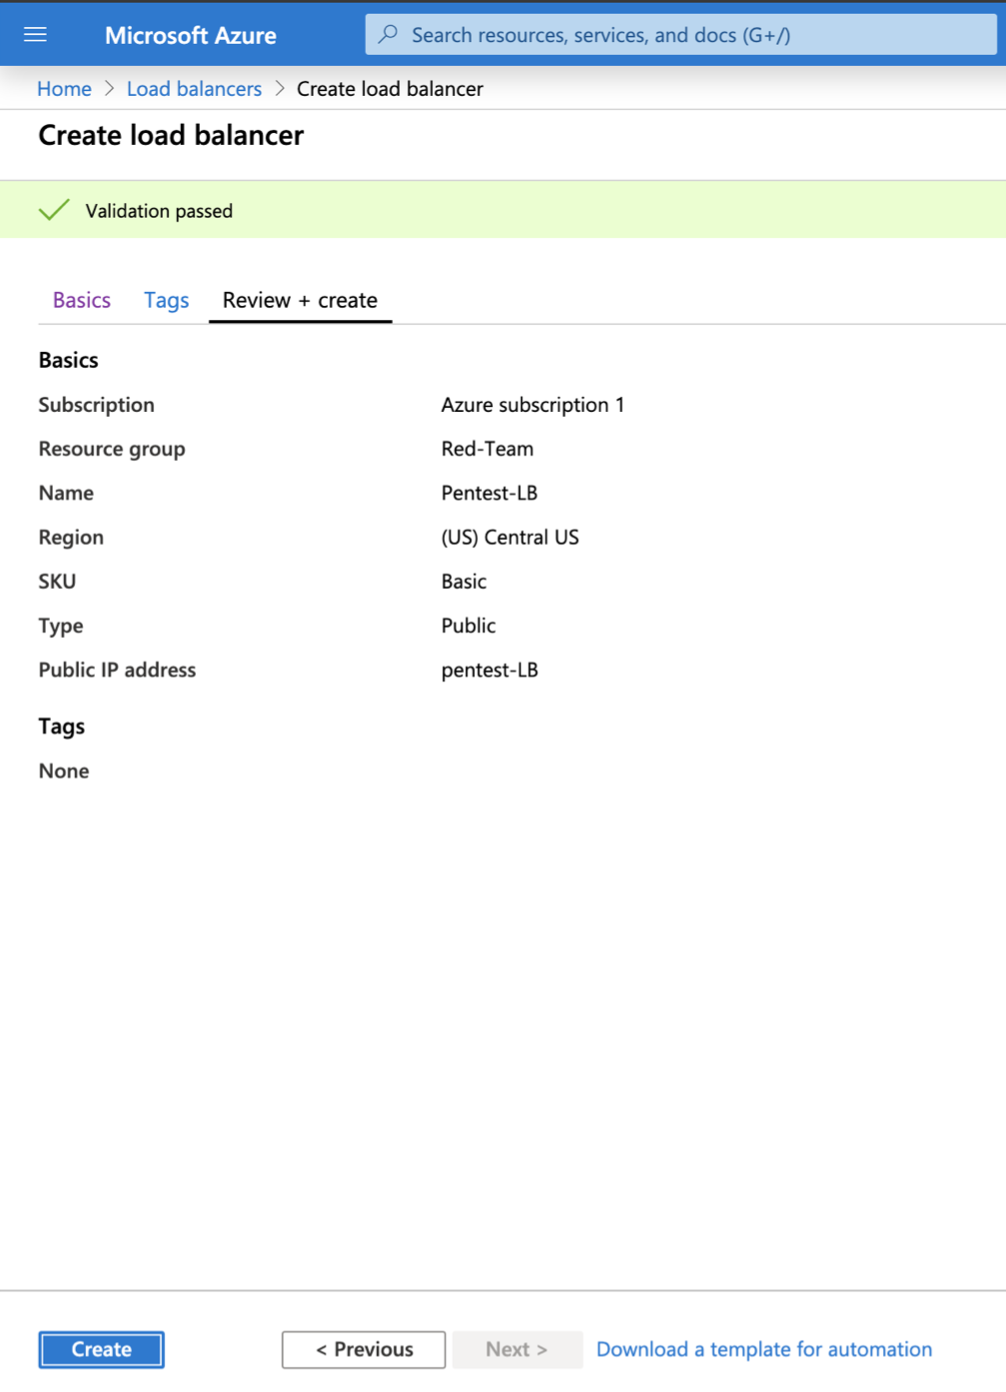 Microsoft Azure
Search resources, services, and docs (G+/)
Home > Load balancers > Create load balancer
Create load balancer
Validation passed
Basics Tags Review + create
Basics
Subscription Azure subscription 1
Resource group Red-Team
Name Pentest-LB
Region (US) Central US
SKU Basic
Type Public
Public IP address pentest-LB
Tags
None
Create < Previous Next > Download a template for automation